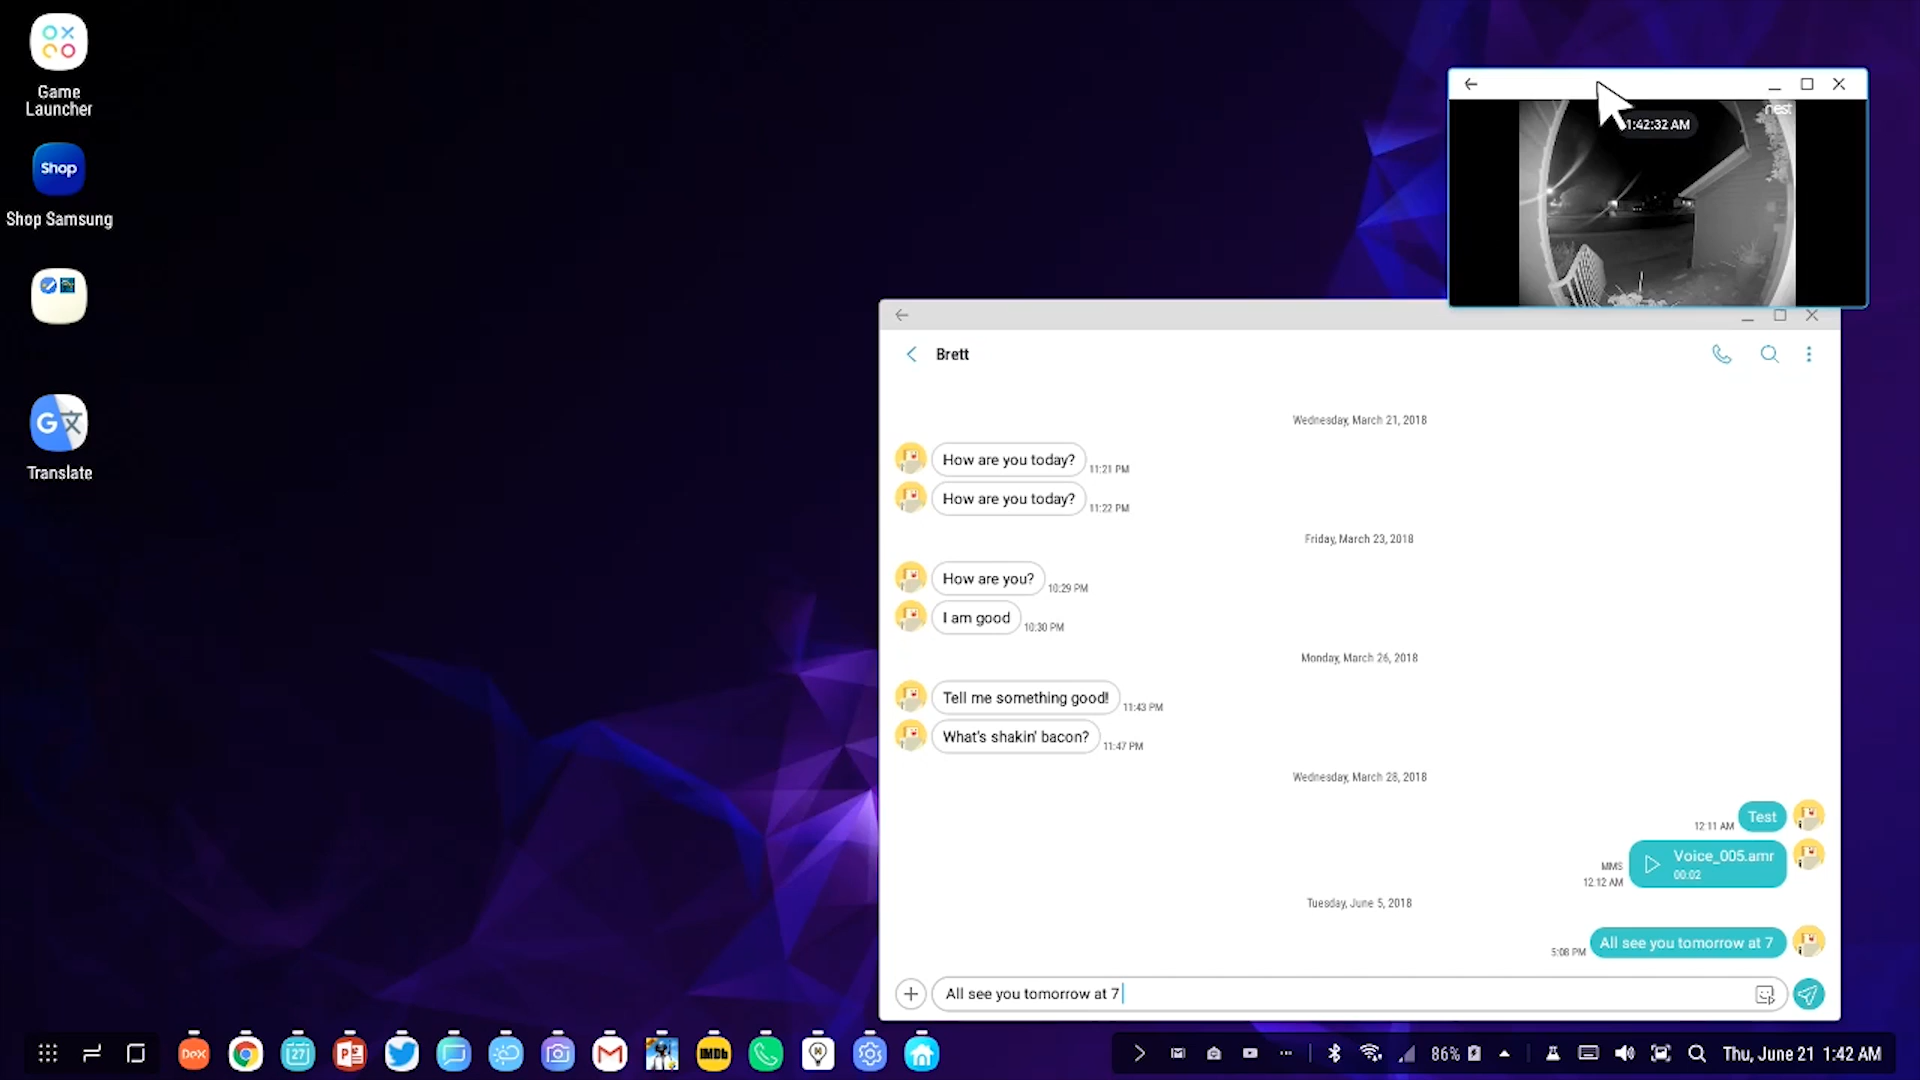 Game
Launcher
Shop
Shop Samsung
G
Translate
nest
1:42:32 AM
Brett
Wednesday, March 21, 2018
How are you today?
11:21 PM
How are you today?
11:22 PM
Friday, March 23, 2018
How are you?
10:29 PM
I am good
10:30 PM
Monday, March 26, 2018
Tell me something good!
11:43 PM
What's shakin' bacon?
11:47 PM
Wednesday, March 28, 2018
12:11 AM
Test
MMS
12:12 AM
Voice_005.amr
00:02
Tuesday, June 5, 2018
5:08 PM
All see you tomorrow at 7
All see you tomorrow at 7
DeX
27
P
IMDb
86%
Thu, June 21 1:42 AM